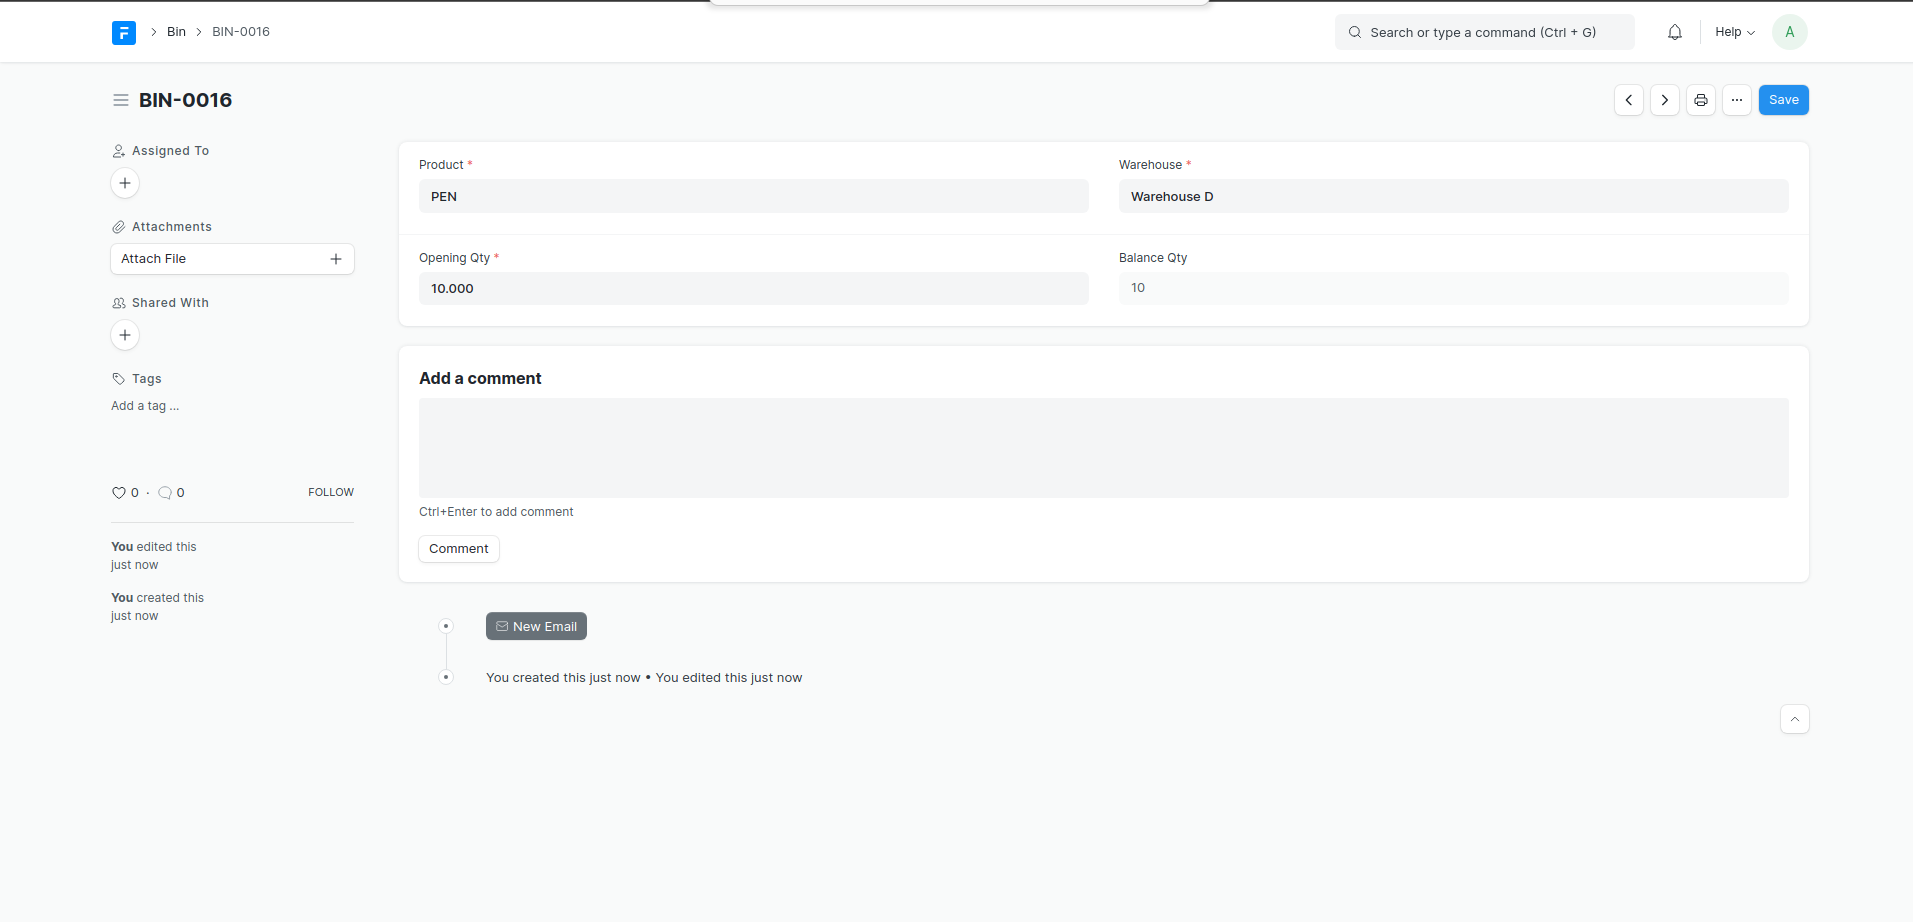 Bin
BIN-0016
Search or type a command (Ctrl + G)
Help
A
BIN-0016
Save
Assigned To
Attachments
Attach File
Shared With
Tags
Add a tag ...
0 · 0
FOLLOW
You edited this
just now
You created this
just now
Product *
PEN
Warehouse *
Warehouse D
Opening Qty *
10.000
Balance Qty
10
Add a comment
Ctrl+Enter to add comment
Comment
New Email
You created this just now • You edited this just now